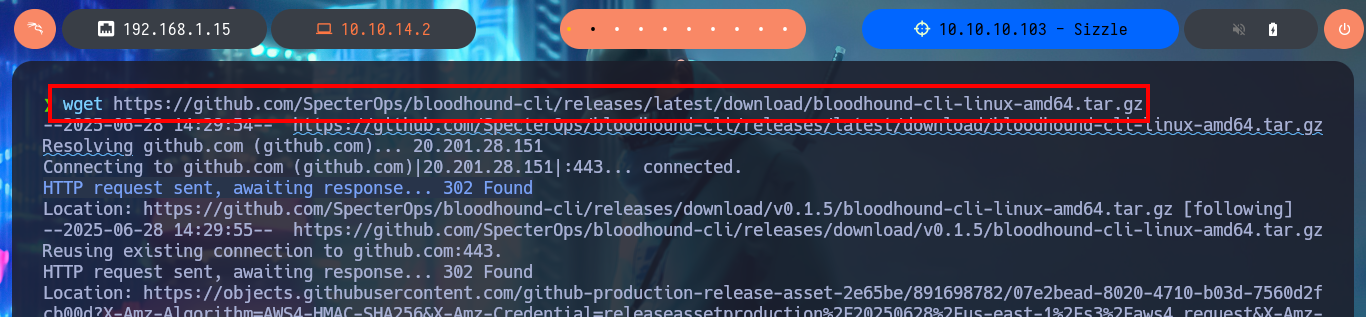 192.168.1.15 10.10.14.2 10.10.10.103 - Sizzle
❯ wget https://github.com/SpecterOps/bloodhound-cli/releases/latest/download/bloodhound-cli-linux-amd64.tar.gz
--2025-06-28 14:29:54--  https://github.com/SpecterOps/bloodhound-cli/releases/latest/download/bloodhound-cli-linux-amd64.tar.gz
Resolving github.com (github.com)... 20.201.28.151
Connecting to github.com (github.com)|20.201.28.151|:443... connected.
HTTP request sent, awaiting response... 302 Found
Location: https://github.com/SpecterOps/bloodhound-cli/releases/download/v0.1.5/bloodhound-cli-linux-amd64.tar.gz [following]
--2025-06-28 14:29:55--  https://github.com/SpecterOps/bloodhound-cli/releases/download/v0.1.5/bloodhound-cli-linux-amd64.tar.gz
Reusing existing connection to github.com:443.
HTTP request sent, awaiting response... 302 Found
Location: https://objects.githubusercontent.com/github-production-release-asset-2e65be/891698782/07e2bead-8020-4710-b03d-7560d2f
cb00d?X-Amz-Algorithm=AWS4-HMAC-SHA256&X-Amz-Credential=releaseassetproduction%2F20250628%2Fus-east-1%2Fs3%2Faws4_request&X-Amz-